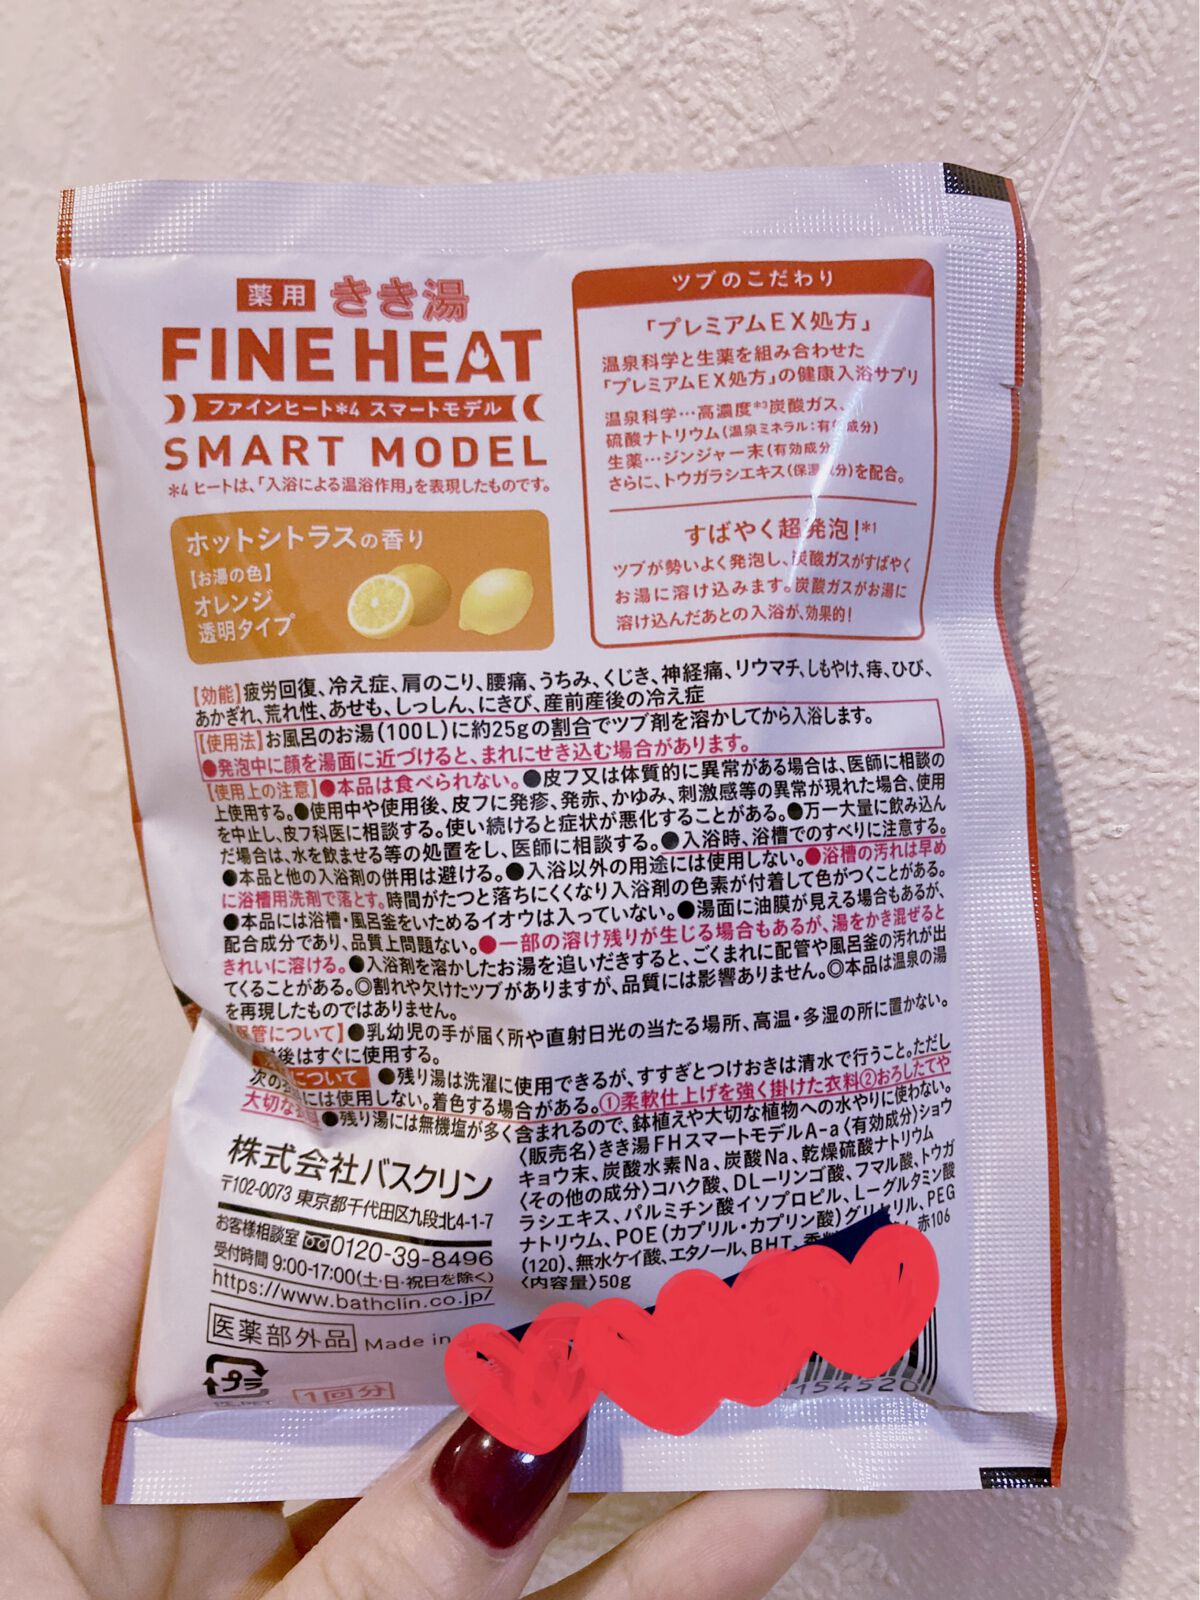 薬用 きき湯
FINE HEAT
ファインヒート*4 スマートモデル
SMART MODEL
*4 ヒートは、「入浴による温浴作用」を表現したものです。
ホットシトラスの香り
【お湯の色】
オレンジ
透明タイプ
ツブのこだわり
「プレミアムEX処方」
温泉科学と生薬を組み合わせた
「プレミアムEX処方」の健康入浴サプリ
温泉科学…高濃度*3炭酸ガス、
硫酸ナトリウム(温泉ミネラル:有効成分)
生薬…ジンジャー末(有効成分)
さらに、トウガラシエキス(保湿成分)を配合。
すばやく超発泡!*1
ツブが勢いよく発泡し、炭酸ガスがすばやく
お湯に溶け込みます。炭酸ガスがお湯に
溶け込んだあとの入浴が、効果的!
【効能】疲労回復、冷え症、肩のこり、腰痛、うちみ、くじき、神経痛、リウマチ、しもやけ、痔、ひび、
あかぎれ、荒れ性、あせも、しっしん、にきび、産前産後の冷え症
【使用法】お風呂のお湯(100L)に約25gの割合でツブ剤を溶かしてから入浴します。
●発泡中に顔を湯面に近づけると、まれにせき込む場合があります。
【使用上の注意】●本品は食べられない。●皮フ又は体質的に異常がある場合は、医師に相談の
上使用する。●使用中や使用後、皮フに発疹、発赤、かゆみ、刺激感等の異常が現れた場合、使用
を中止し、皮フ科医に相談する。使い続けると症状が悪化することがある。●万一大量に飲み込ん
だ場合は、水を飲ませる等の処置をし、医師に相談する。●入浴時、浴槽でのすべりに注意する。
●本品と他の入浴剤の併用は避ける。●入浴以外の用途には使用しない。●浴槽の汚れは早め
に浴槽用洗剤で落とす。時間がたつと落ちにくくなり入浴剤の色素が付着して色がつくことがある。
●本品には浴槽・風呂釜をいためるイオウは入っていない。●湯面に油膜が見える場合もあるが、
配合成分であり、品質上問題ない。●一部の溶け残りが生じる場合もあるが、湯をかき混ぜると
きれいに溶ける。●入浴剤を溶かしたお湯を追いだきすると、ごくまれに配管や風呂釜の汚れが出
てくることがある。◎割れや欠けたツブがありますが、品質には影響ありません。◎本品は温泉の湯
を再現したものではありません。
管について】●乳幼児の手が届く所や直射日光の当たる場所、高温・多湿の所に置かない。
後はすぐに使用する。
について ●残り湯は洗濯に使用できるが、すすぎとつけおきは清水で行うこと。ただし
次の には使用しない。着色する場合がある。①柔軟仕上げを強く掛けた衣料②おろしたてや
大切な ●残り湯には無機塩が多く含まれるので、鉢植えや大切な植物への水やりに使わない。
株式会社バスクリン
〒102-0073 東京都千代田区九段北4-1-7
お客様相談室 0120-39-8496
受付時間 9:00-17:00(土・日・祝日を除く)
https://www.bathclin.co.jp/
医薬部外品 Made in
プラ
PE,PET
1回分
〈販売名〉きき湯FHスマートモデルA-a〈有効成分〉ショウ
キョウ末、炭酸水素Na、炭酸Na、乾燥硫酸ナトリウム
〈その他の成分〉コハク酸、DL-リンゴ酸、フマル酸、トウガ
ラシエキス、パルミチン酸イソプロピル、L-グルタミン酸
ナトリウム、POE(カプリル・カプリン酸)グリセリル、PEG
(120)、無水ケイ酸、エタノール、BHT、 赤106
〈内容量〉50g
154520